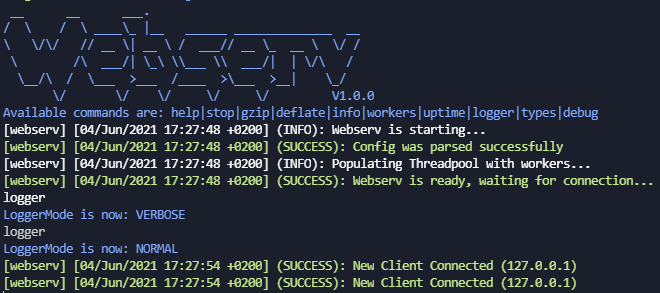 Webserv
V1.0.0
Available commands are: help|stop|gzip|deflate|info|workers|uptime|logger|types|debug
[webserv] [04/Jun/2021 17:27:48 +0200] (INFO): Webserv is starting...
[webserv] [04/Jun/2021 17:27:48 +0200] (SUCCESS): Config was parsed successfully
[webserv] [04/Jun/2021 17:27:48 +0200] (INFO): Populating Threadpool with workers...
[webserv] [04/Jun/2021 17:27:48 +0200] (SUCCESS): Webserv is ready, waiting for connection...
logger
LoggerMode is now: VERBOSE
logger
LoggerMode is now: NORMAL
[webserv] [04/Jun/2021 17:27:54 +0200] (SUCCESS): New Client Connected (127.0.0.1)
[webserv] [04/Jun/2021 17:27:54 +0200] (SUCCESS): New Client Connected (127.0.0.1)